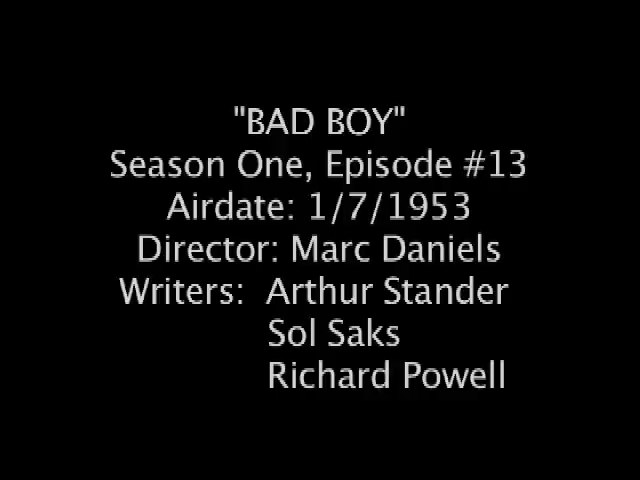 "BAD BOY"
Season One, Episode #13
Airdate: 1/7/1953
Director: Marc Daniels
Writers: Arthur Stander
Sol Saks
Richard Powell